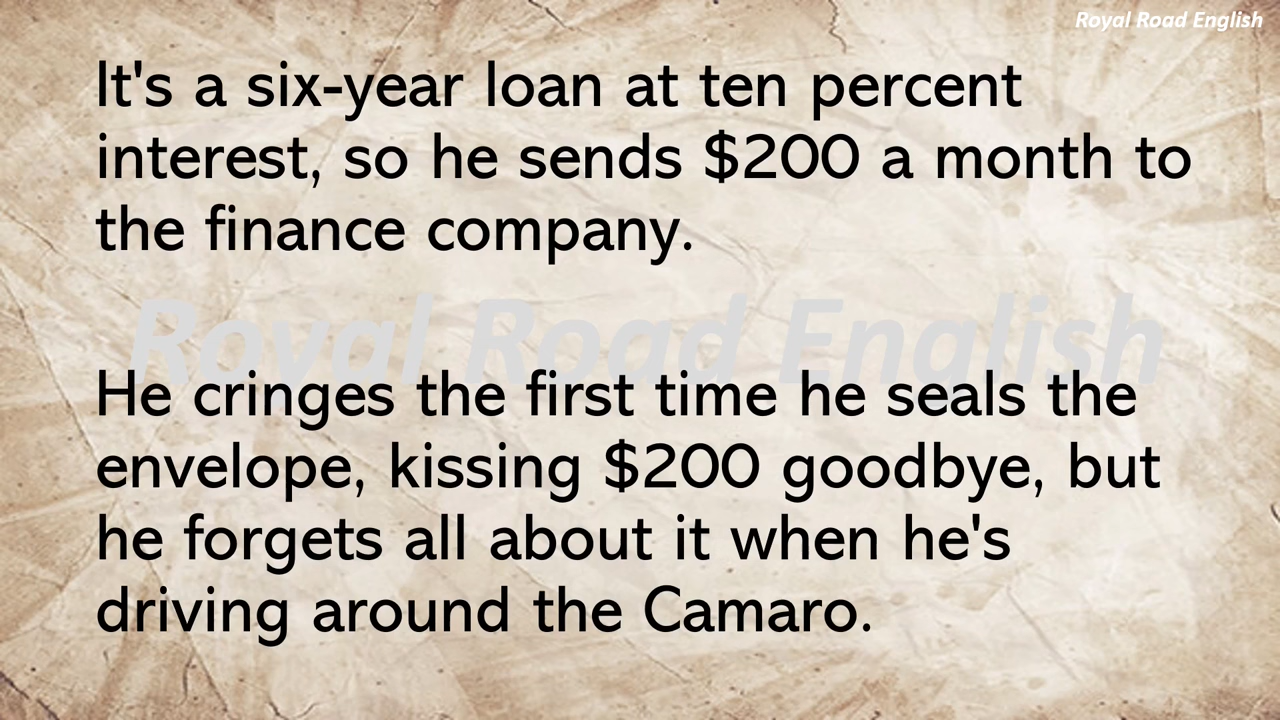 Royal Road English
It's a six-year loan at ten percent
interest, so he sends $200 a month to
the finance company.
Royal Road English
He cringes the first time he seals the
envelope, kissing $200 goodbye, but
he forgets all about it when he's
driving around the Camaro.